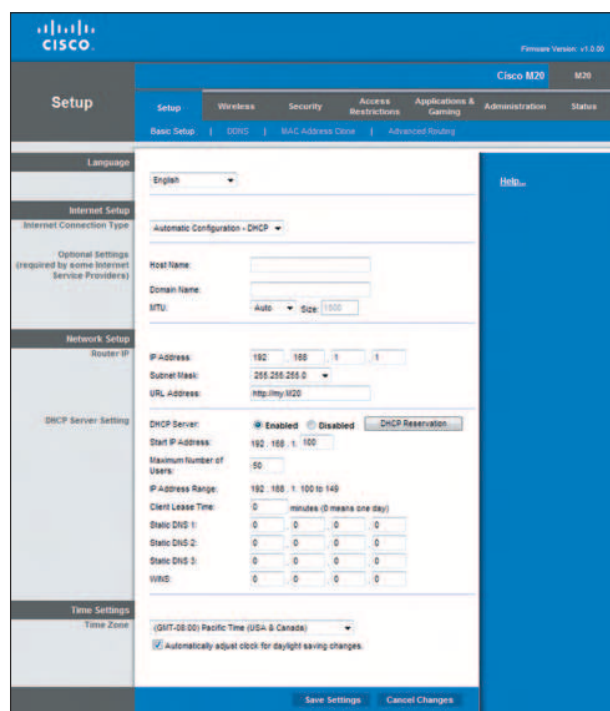 CISCO.
Firmware Version: v1.0.00
Cisco M20 M20
Setup
Setup Wireless Security Access Restrictions Applications & Gaming Administration Status
Basic Setup | DDNS | MAC Address Clone | Advanced Routing
Language
English
Help...
Internet Setup
Internet Connection Type
Automatic Configuration - DHCP
Optional Settings
(required by some Internet
Service Providers)
Host Name:
Domain Name:
MTU: Auto Size: 1500
Network Setup
Router IP
IP Address: 192 . 168 . 1 . 1
Subnet Mask: 255.255.255.0
URL Address: http://my.M20
DHCP Server Setting
DHCP Server: Enabled Disabled DHCP Reservation
Start IP Address: 192 . 168 . 1. 100
Maximum Number of
Users: 50
IP Address Range: 192 . 168 . 1. 100 to 149
Client Lease Time: 0 minutes (0 means one day)
Static DNS 1: 0 . 0 . 0 . 0
Static DNS 2: 0 . 0 . 0 . 0
Static DNS 3: 0 . 0 . 0 . 0
WINS: 0 . 0 . 0 . 0
Time Settings
Time Zone
(GMT-08:00) Pacific Time (USA & Canada)
Automatically adjust clock for daylight saving changes.
Save Settings Cancel Changes